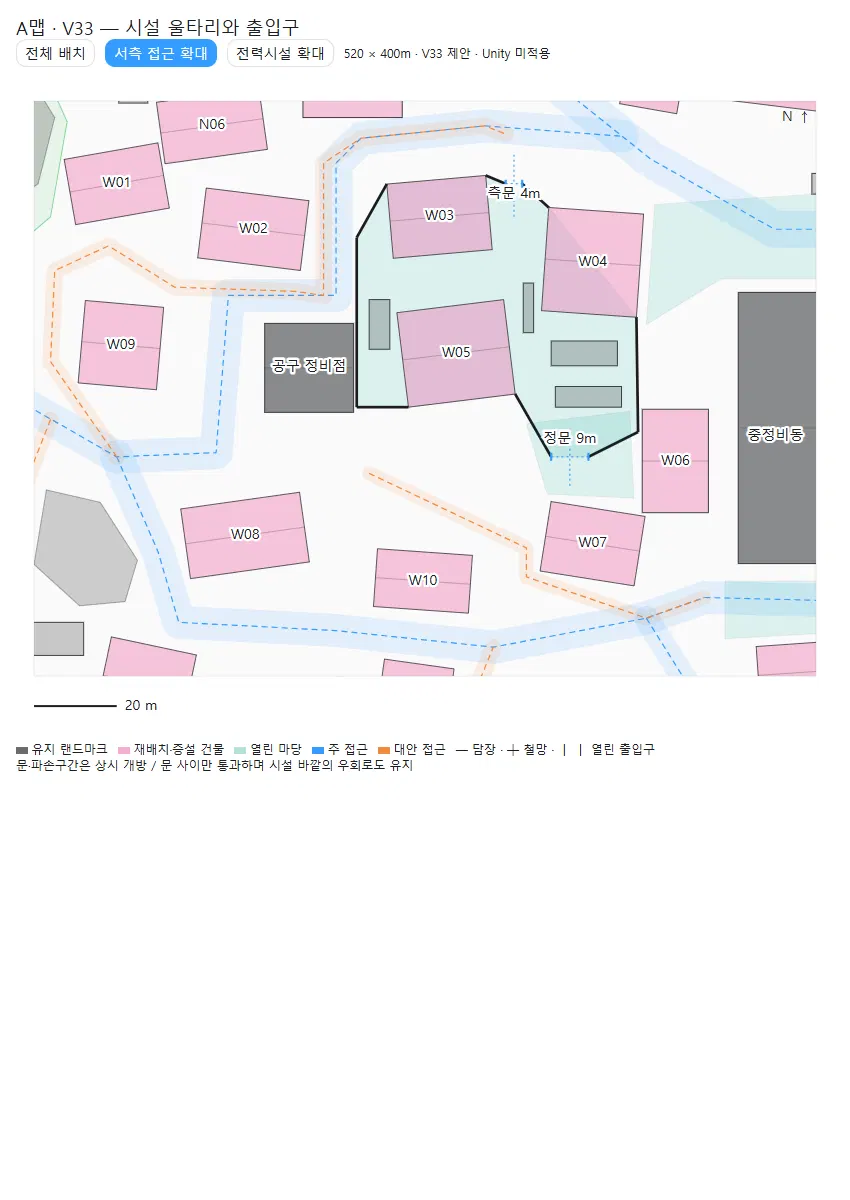 A맵 · V33 — 시설 울타리와 출입구
전체 배치 서측 접근 확대 전력시설 확대 520 × 400m · V33 제안 · Unity 미적용
N ↑
N06
W01
측문 4m
W03
W02
W04
W09
W05
공구 정비점
정문 9m
중정비동
W06
W08
W07
W10
20 m
유지 랜드마크 재배치·증설 건물 열린 마당 주 접근 대안 접근 — 담장 · ┼ 철망 · | | 열린 출입구
문·파손구간은 상시 개방 / 문 사이만 통과하며 시설 바깥의 우회로도 유지